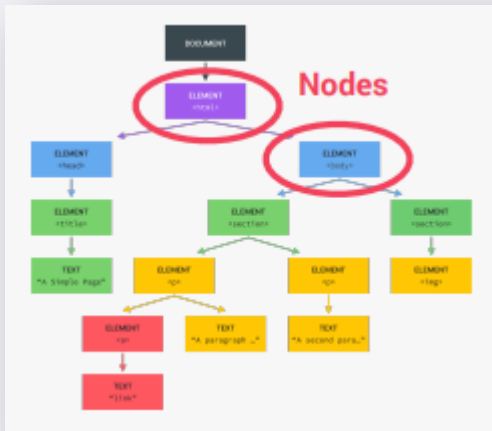 DOCUMENT
ELEMENT
<html>
Nodes
ELEMENT
<head>
ELEMENT
<body>
ELEMENT
<title>
ELEMENT
<section>
ELEMENT
<section>
TEXT
"A Simple Page"
ELEMENT
<p>
ELEMENT
<p>
ELEMENT
<img>
ELEMENT
TEXT
"A paragraph …"
TEXT
"A second para…"
TEXT
"link"